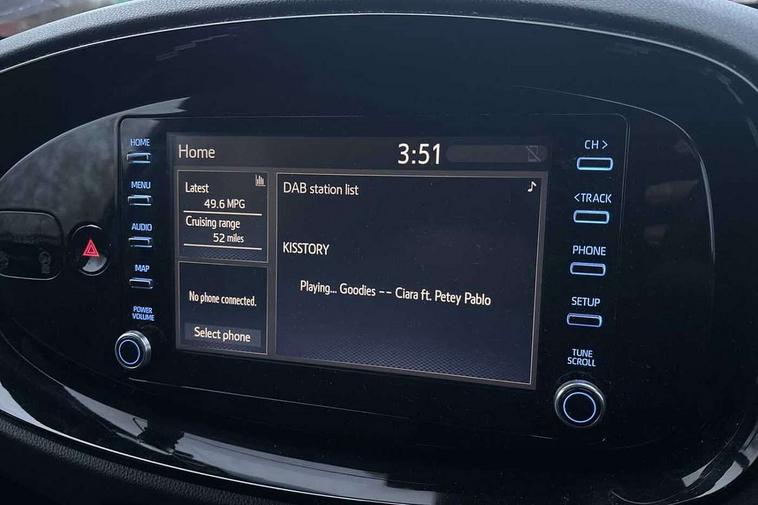 HOME
MENU
AUDIO
MAP
POWER
VOLUME
Home
3:51
Latest
49.6 MPG
Cruising range
52 miles
No phone connected.
Select phone
DAB station list
KISSTORY
Playing... Goodies -- Ciara ft. Petey Pablo
CH >
< TRACK
PHONE
SETUP
TUNE
SCROLL